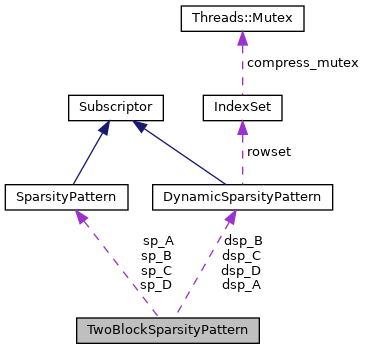 Threads::Mutex
compress_mutex
Subscriptor
IndexSet
rowset
SparsityPattern
DynamicSparsityPattern
sp_A
sp_B
sp_C
sp_D
dsp_B
dsp_C
dsp_D
dsp_A
TwoBlockSparsityPattern